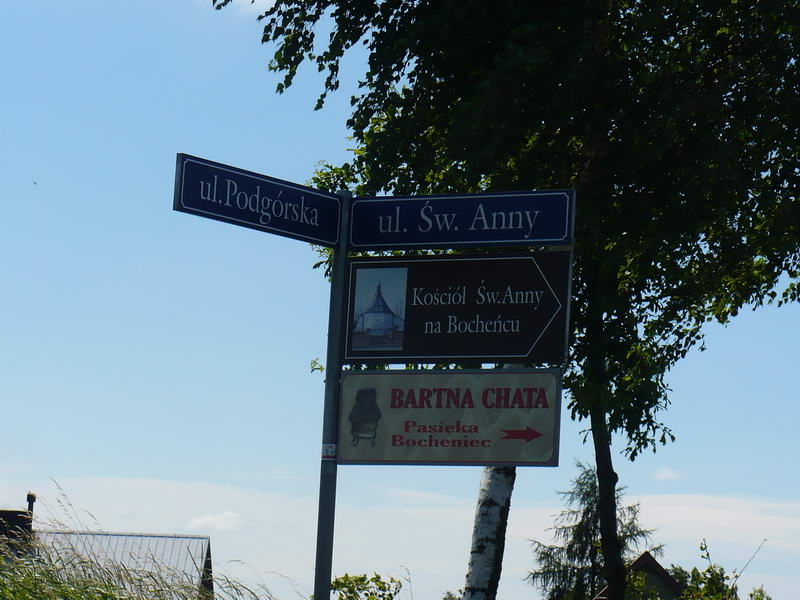 ul.Podgórska
ul. Św. Anny
Kościół Św.Anny
na Bocheńcu
BARTNA CHATA
Pasieka
Bocheniec